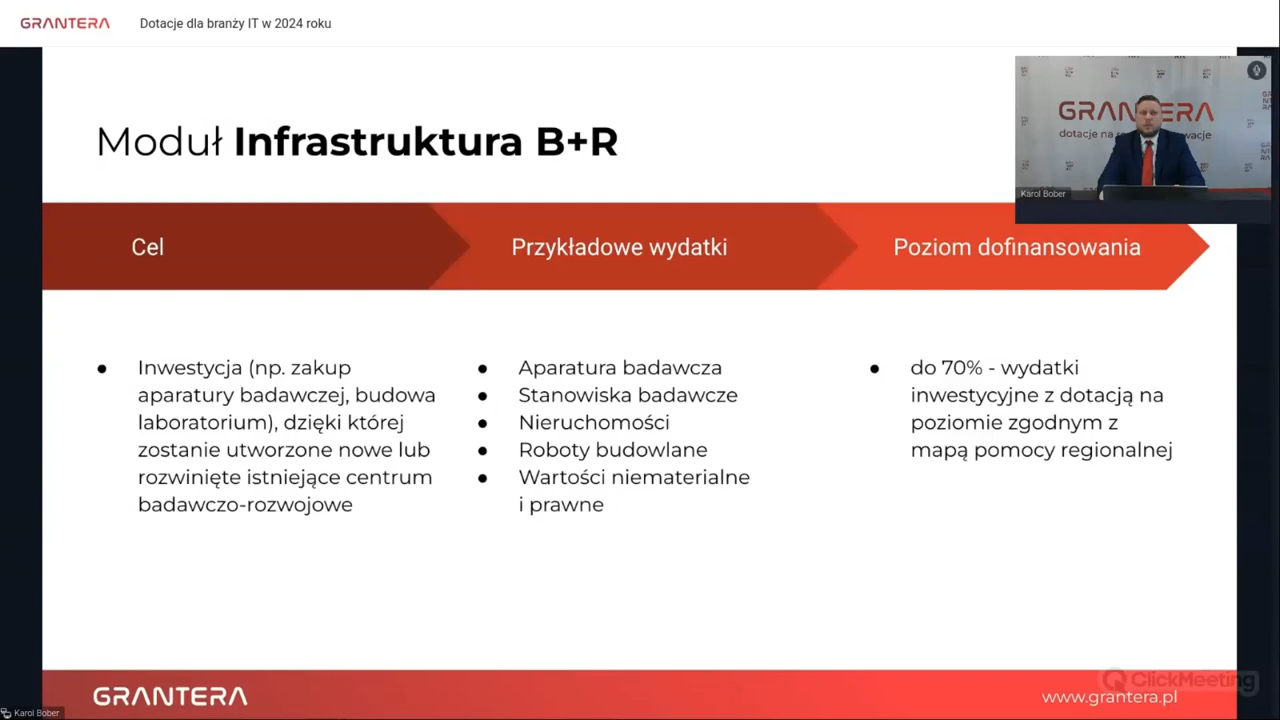 GRANTERA
Dotacje dla branży IT w 2024 roku
Moduł Infrastruktura B+R
GRANTERA
Karol Bober
Cel
Przykładowe wydatki
Poziom dofinansowania
● Inwestycja (np. zakup
aparatury badawczej, budowa
laboratorium), dzięki której
zostanie utworzone nowe lub
rozwinięte istniejące centrum
badawczo-rozwojowe
● Aparatura badawcza
● Stanowiska badawcze
● Nieruchomości
● Roboty budowlane
● Wartości niematerialne
i prawne
● do 70% - wydatki
inwestycyjne z dotacją na
poziomie zgodnym z
mapą pomocy regionalnej
GRANTERA
ClickMeeting
www.grantera.pl
Karol Bober